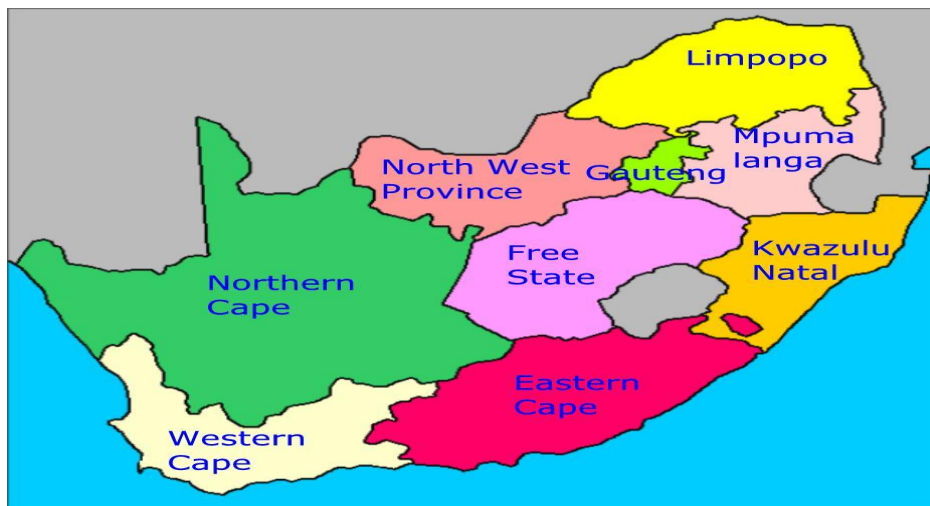 Limpopo
Mpuma
langa
North West
Province
Gauteng
Free
State
Kwazulu
Natal
Northern
Cape
Eastern
Cape
Western
Cape